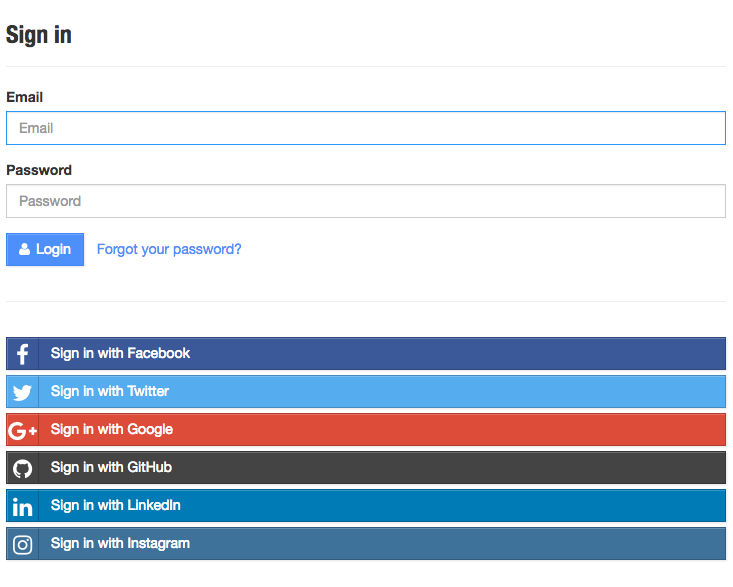 Sign in
Email
Email
Password
Password
Login Forgot your password?
Sign in with Facebook
Sign in with Twitter
G+ Sign in with Google
Sign in with GitHub
in Sign in with LinkedIn
Sign in with Instagram